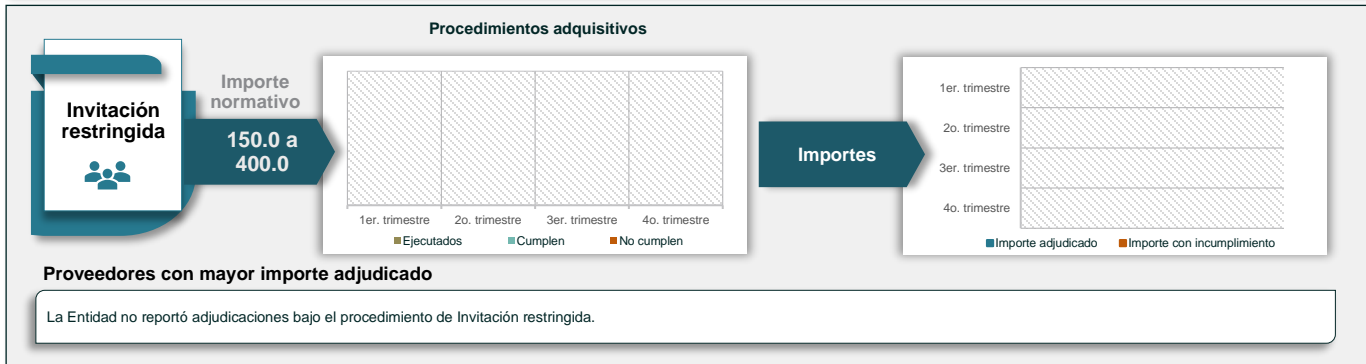 Procedimientos adquisitivos
Invitación
restringida
Importe
normativo
150.0 a
400.0
1er. trimestre
2o. trimestre
3er. trimestre
4o. trimestre
Ejecutados
Cumplen
No cumplen
Importes
1er. trimestre
2o. trimestre
3er. trimestre
4o. trimestre
Importe adjudicado
Importe con incumplimiento
Proveedores con mayor importe adjudicado
La Entidad no reportó adjudicaciones bajo el procedimiento de Invitación restringida.